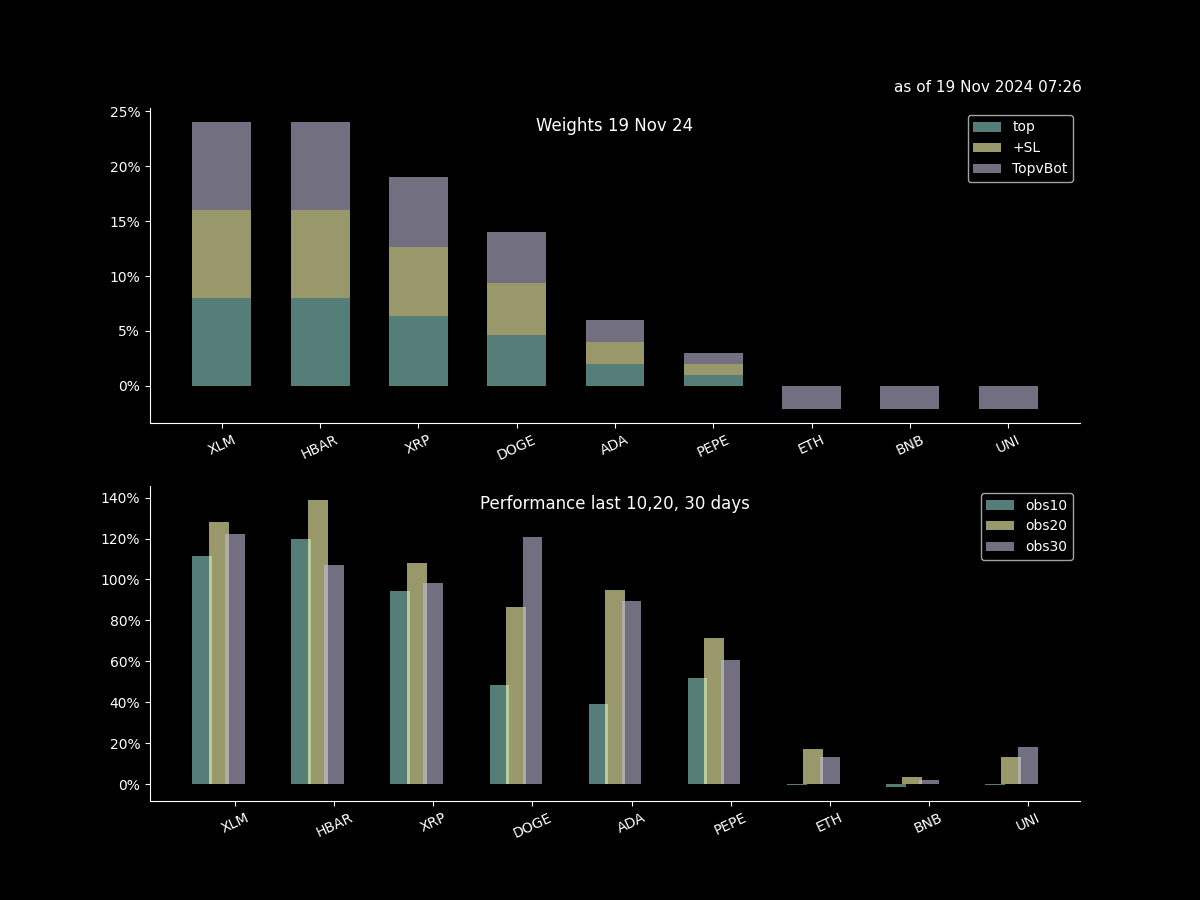 as of 19 Nov 2024 07:26
Weights 19 Nov 24
top
+SL
TopvBot
25%
20%
15%
10%
5%
0%
XLM HBAR XRP DOGE ADA PEPE ETH BNB UNI
Performance last 10,20, 30 days
obs10
obs20
obs30
140%
120%
100%
80%
60%
40%
20%
0%
XLM HBAR XRP DOGE ADA PEPE ETH BNB UNI